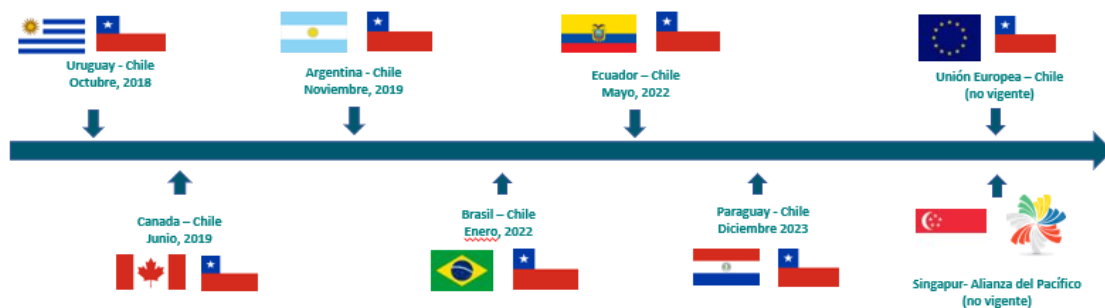 Uruguay - Chile
Octubre, 2018
Argentina - Chile
Noviembre, 2019
Ecuador – Chile
Mayo, 2022
Unión Europea – Chile
(no vigente)
Canada – Chile
Junio, 2019
Brasil – Chile
Enero, 2022
Paraguay - Chile
Diciembre 2023
Singapur- Alianza del Pacífico
(no vigente)